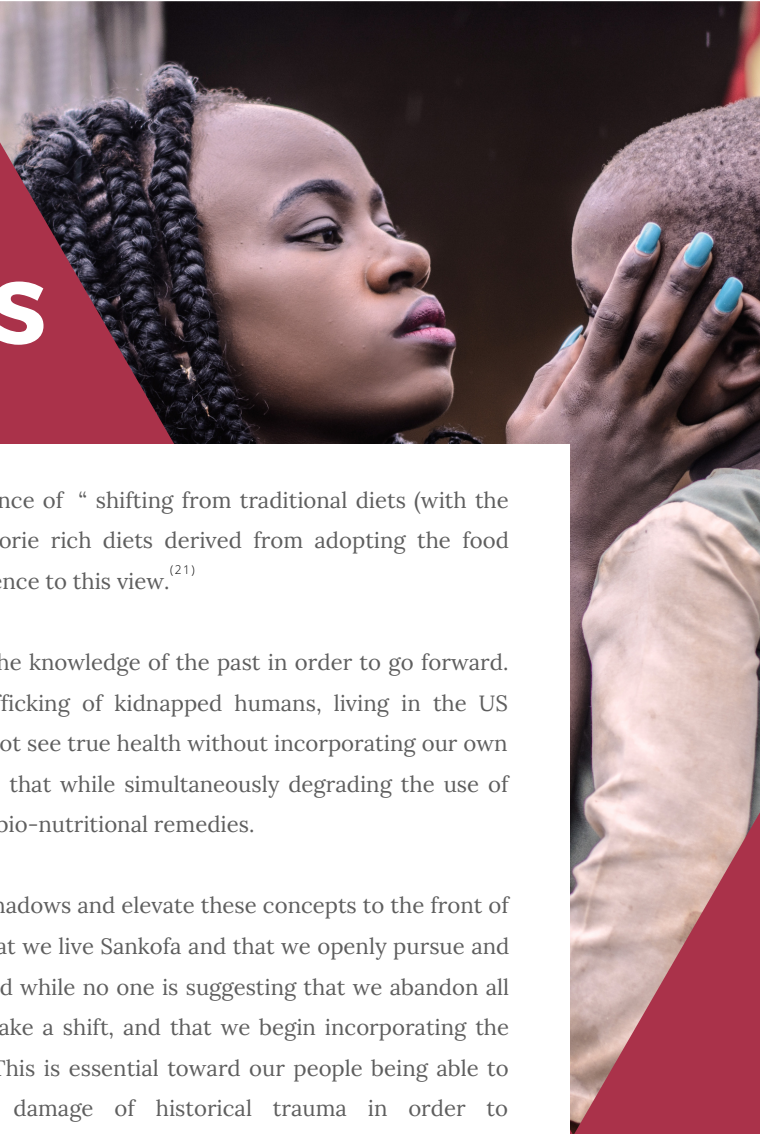 s
nce of “ shifting from traditional diets (with the
orie rich diets derived from adopting the food
ence to this view.(21)
he knowledge of the past in order to go forward.
fficking of kidnapped humans, living in the US
ot see true health without incorporating our own
that while simultaneously degrading the use of
bio-nutritional remedies.
hadows and elevate these concepts to the front of
at we live Sankofa and that we openly pursue and
d while no one is suggesting that we abandon all
ake a shift, and that we begin incorporating the
This is essential toward our people being able to
damage of historical trauma in order to